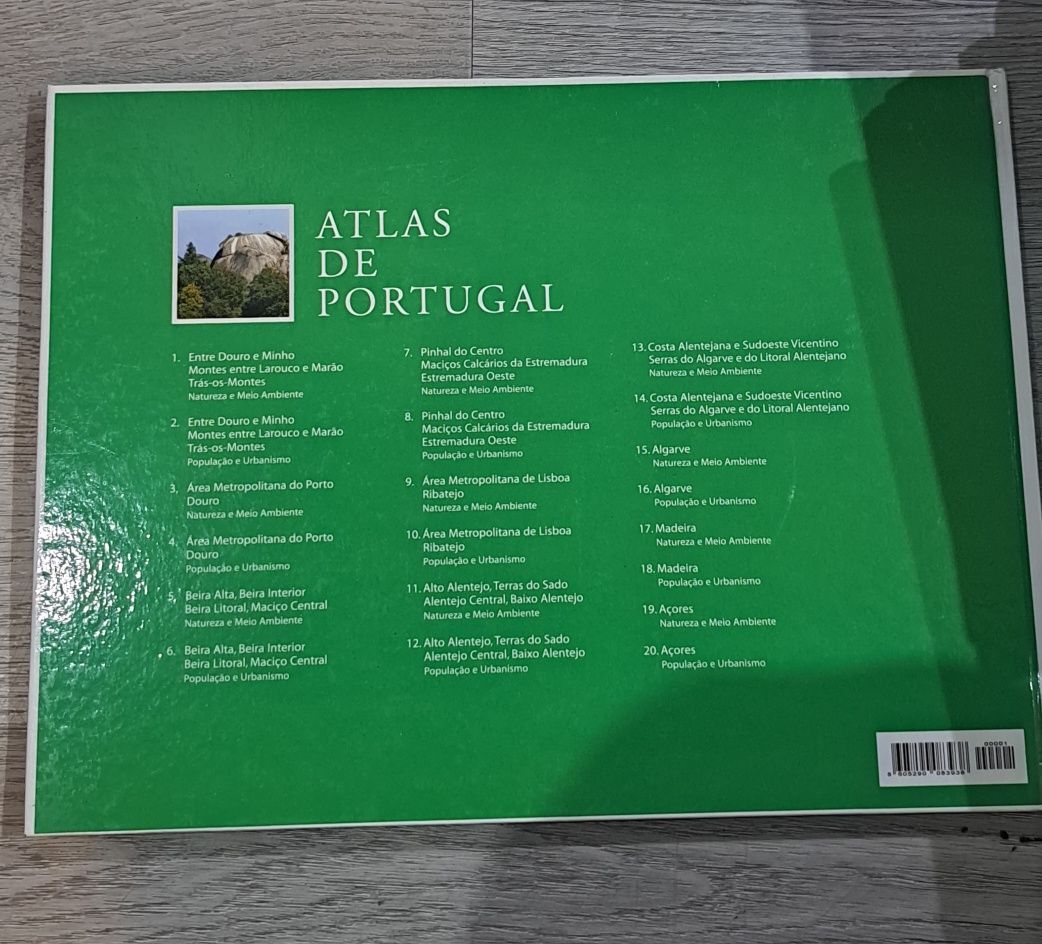 ATLAS
DE
PORTUGAL
1. Entre Douro e Minho
Montes entre Larouco e Marão
Trás-os-Montes
Natureza e Meio Ambiente
2. Entre Douro e Minho
Montes entre Larouco e Marão
Trás-os-Montes
População e Urbanismo
3. Área Metropolitana do Porto
Douro
Natureza e Meio Ambiente
4. Área Metropolitana do Porto
Douro
População e Urbanismo
5. Beira Alta, Beira Interior
Beira Litoral, Maciço Central
Natureza e Meio Ambiente
6. Beira Alta, Beira Interior
Beira Litoral, Maciço Central
População e Urbanismo
7. Pinhal do Centro
Maciços Calcários da Estremadura
Estremadura Oeste
Natureza e Meio Ambiente
8. Pinhal do Centro
Maciços Calcários da Estremadura
Estremadura Oeste
População e Urbanismo
9. Área Metropolitana de Lisboa
Ribatejo
Natureza e Meio Ambiente
10. Área Metropolitana de Lisboa
Ribatejo
População e Urbanismo
11. Alto Alentejo, Terras do Sado
Alentejo Central, Baixo Alentejo
Natureza e Meio Ambiente
12. Alto Alentejo, Terras do Sado
Alentejo Central, Baixo Alentejo
População e Urbanismo
13. Costa Alentejana e Sudoeste Vicentino
Serras do Algarve e do Litoral Alentejano
Natureza e Meio Ambiente
14. Costa Alentejana e Sudoeste Vicentino
Serras do Algarve e do Litoral Alentejano
População e Urbanismo
15. Algarve
Natureza e Meio Ambiente
16. Algarve
População e Urbanismo
17. Madeira
Natureza e Meio Ambiente
18. Madeira
População e Urbanismo
19. Açores
Natureza e Meio Ambiente
20. Açores
População e Urbanismo
00001
5 605290 083936